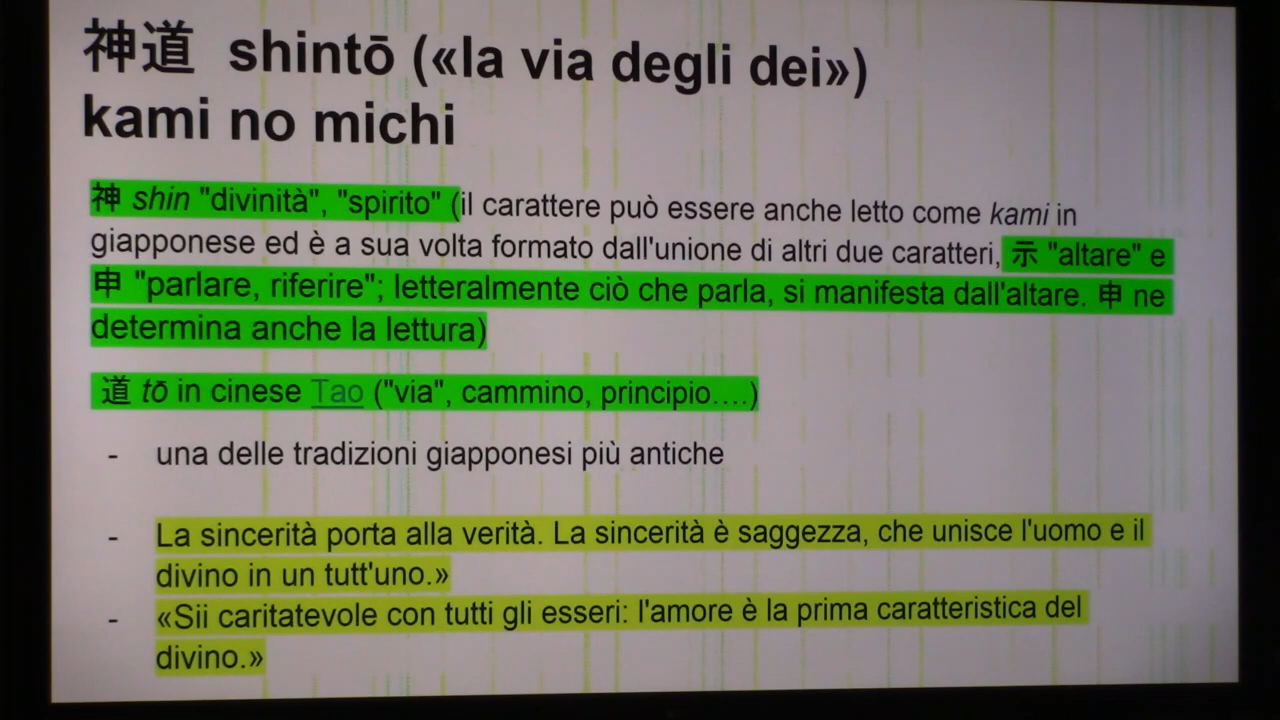 神道 shintō («la via degli dei»)
kami no michi
神 shin "divinità", "spirito" (il carattere può essere anche letto come kami in
giapponese ed è a sua volta formato dall'unione di altri due caratteri, 示 "altare" e
申 "parlare, riferire"; letteralmente ciò che parla, si manifesta dall'altare. 申 ne
determina anche la lettura)
道 tō in cinese Tao ("via", cammino, principio….)
- una delle tradizioni giapponesi più antiche
- La sincerità porta alla verità. La sincerità è saggezza, che unisce l'uomo e il
divino in un tutt'uno.»
- «Sii caritatevole con tutti gli esseri: l'amore è la prima caratteristica del
divino.»